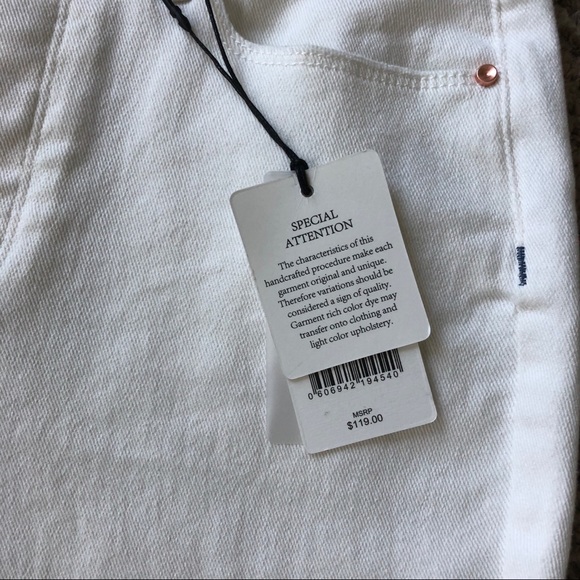 SPECIAL
ATTENTION
The characteristics of this
handcrafted procedure make each
garment original and unique.
Therefore variations should be
considered a sign of quality.
Garment rich color dye may
transfer onto clothing and
light color upholstery.
0 606942 194540
MSRP
$119.00